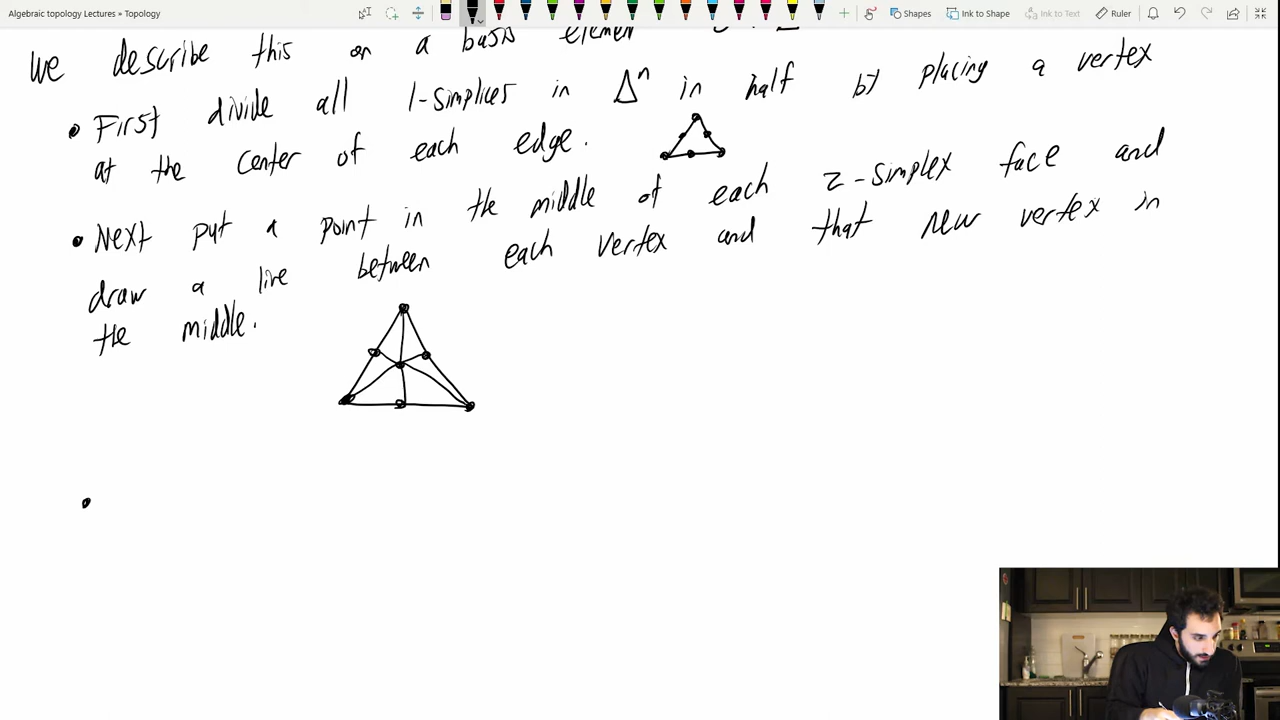 Algebraic topology Lectures » Topology
Shapes
Ink to Shape
Ink to Text
Ruler
Share
we describe this on a basis element
• First divide all 1-simplices in Δⁿ in half by placing a vertex
at the center of each edge.
• Next put a point in the middle of each 2-simplex face and
draw a line between each vertex and that new vertex in
the middle.